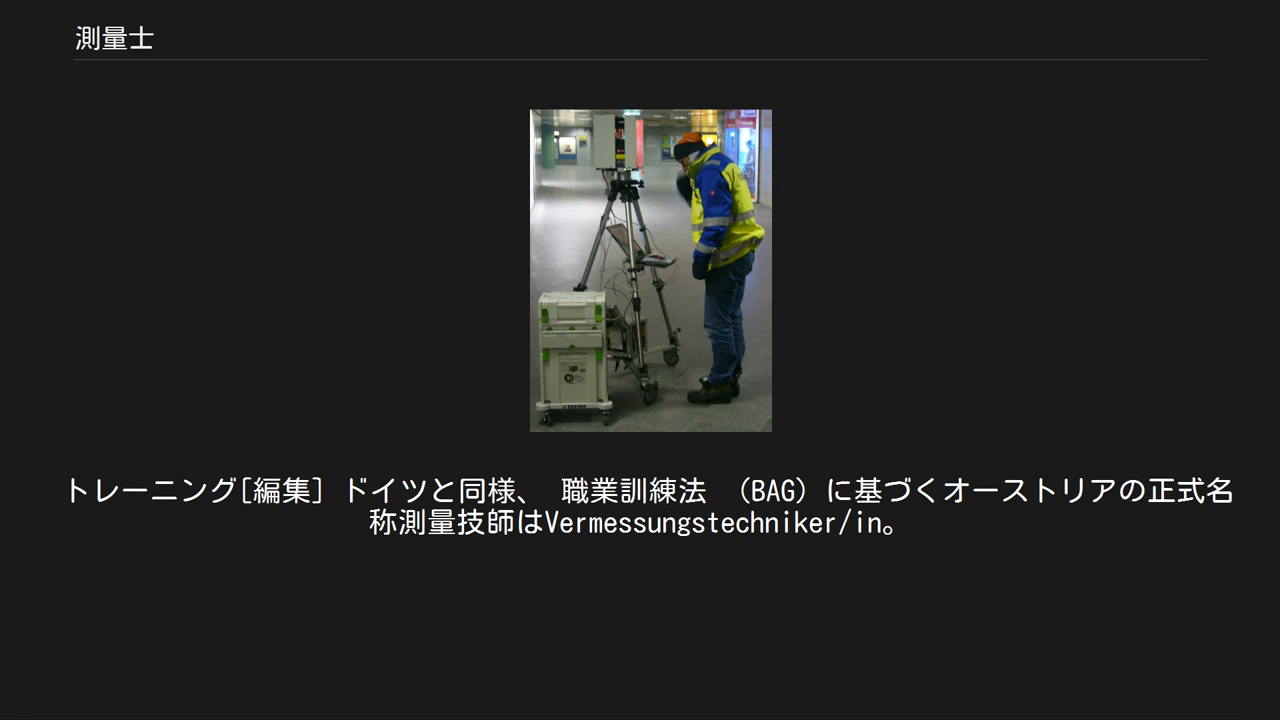 測量士
トレーニング[編集] ドイツと同様、 職業訓練法 （BAG）に基づくオーストリアの正式名
称測量技師はVermessungstechniker/in。